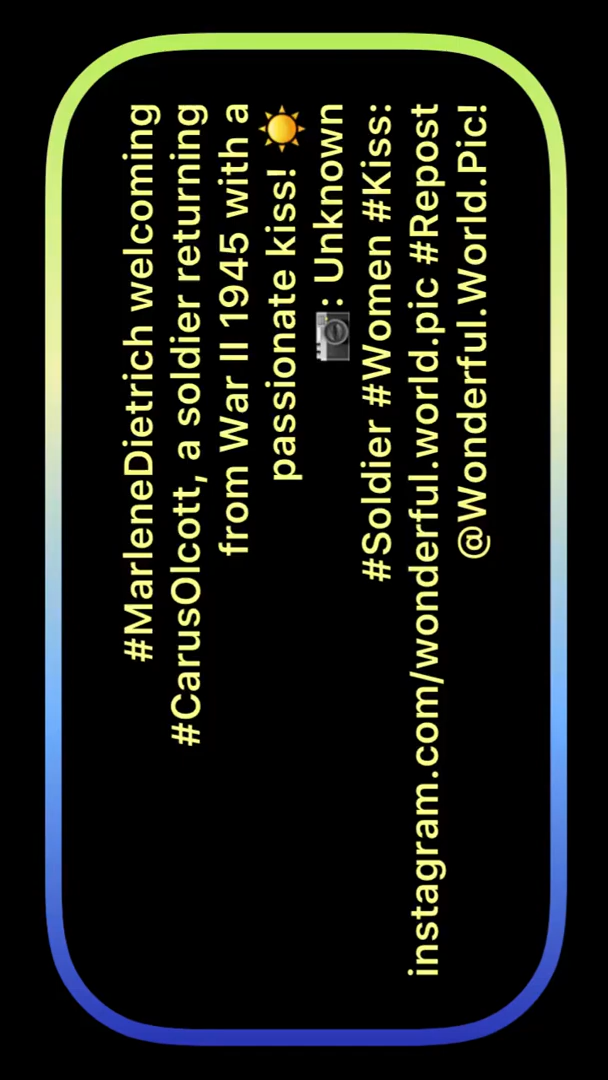 #MarleneDietrich welcoming
#CarusOlcott, a soldier returning
from War II 1945 with a
passionate kiss! ☀️
📷: Unknown
#Soldier #Women #Kiss:
instagram.com/wonderful.world.pic #Repost
@Wonderful.World.Pic!